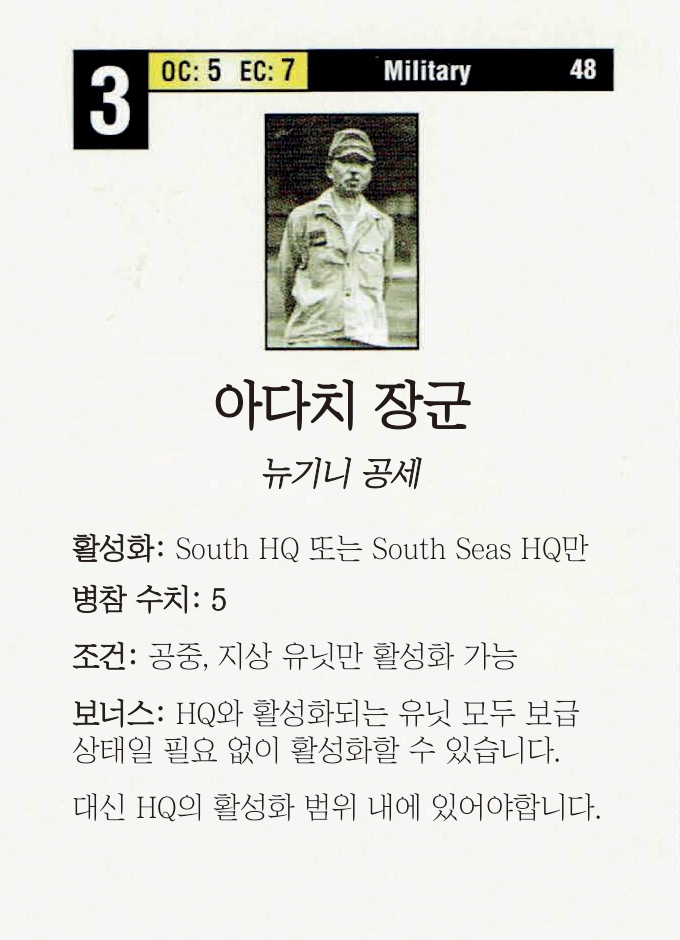 3 OC: 5 EC: 7 Military 48
아다치 장군
뉴기니 공세
활성화: South HQ 또는 South Seas HQ만
병참 수치: 5
조건: 공중, 지상 유닛만 활성화 가능
보너스: HQ와 활성화되는 유닛 모두 보급
상태일 필요 없이 활성화할 수 있습니다.
대신 HQ의 활성화 범위 내에 있어야합니다.